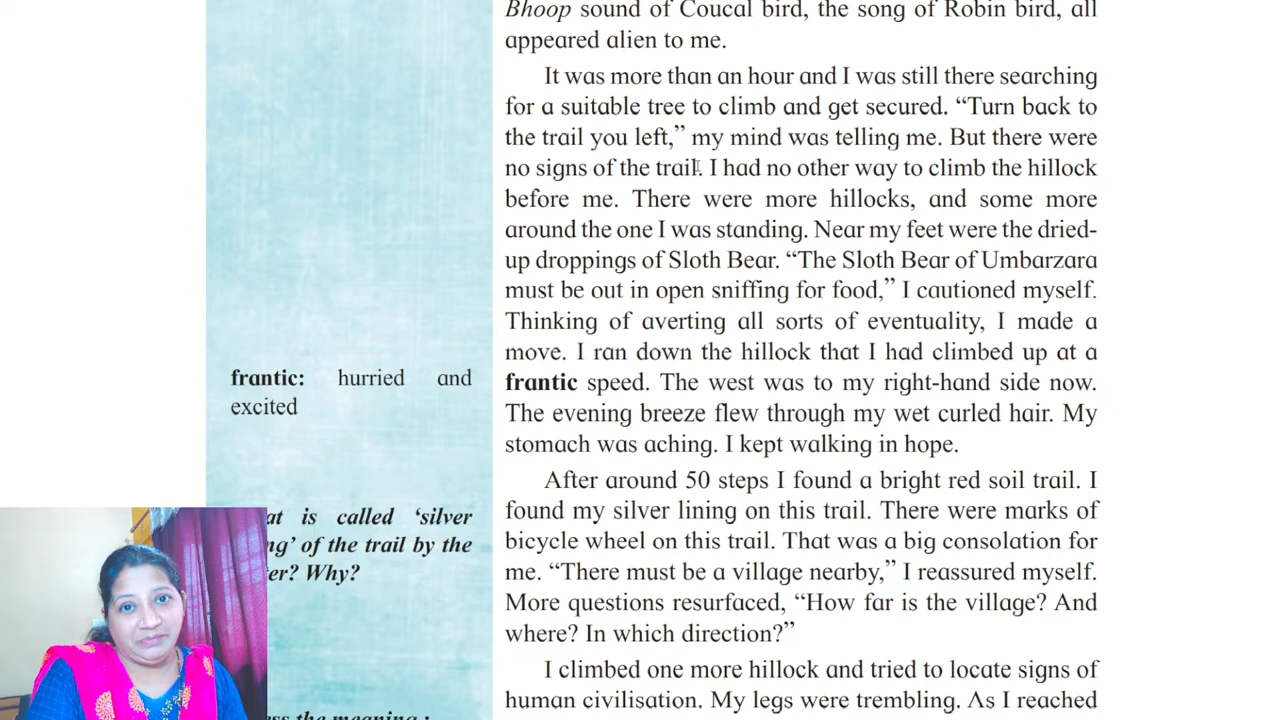 Bhoop sound of Coucal bird, the song of Robin bird, all
appeared alien to me.
It was more than an hour and I was still there searching
for a suitable tree to climb and get secured. “Turn back to
the trail you left,” my mind was telling me. But there were
no signs of the trail. I had no other way to climb the hillock
before me. There were more hillocks, and some more
around the one I was standing. Near my feet were the dried-
up droppings of Sloth Bear. “The Sloth Bear of Umbarzara
must be out in open sniffing for food,” I cautioned myself.
Thinking of averting all sorts of eventuality, I made a
move. I ran down the hillock that I had climbed up at a
frantic speed. The west was to my right-hand side now.
The evening breeze flew through my wet curled hair. My
stomach was aching. I kept walking in hope.
After around 50 steps I found a bright red soil trail. I
found my silver lining on this trail. There were marks of
bicycle wheel on this trail. That was a big consolation for
me. “There must be a village nearby,” I reassured myself.
More questions resurfaced, “How far is the village? And
where? In which direction?”
I climbed one more hillock and tried to locate signs of
human civilisation. My legs were trembling. As I reached
frantic: hurried and
excited
is called ‘silver
of the trail by the
Why?
the meaning :